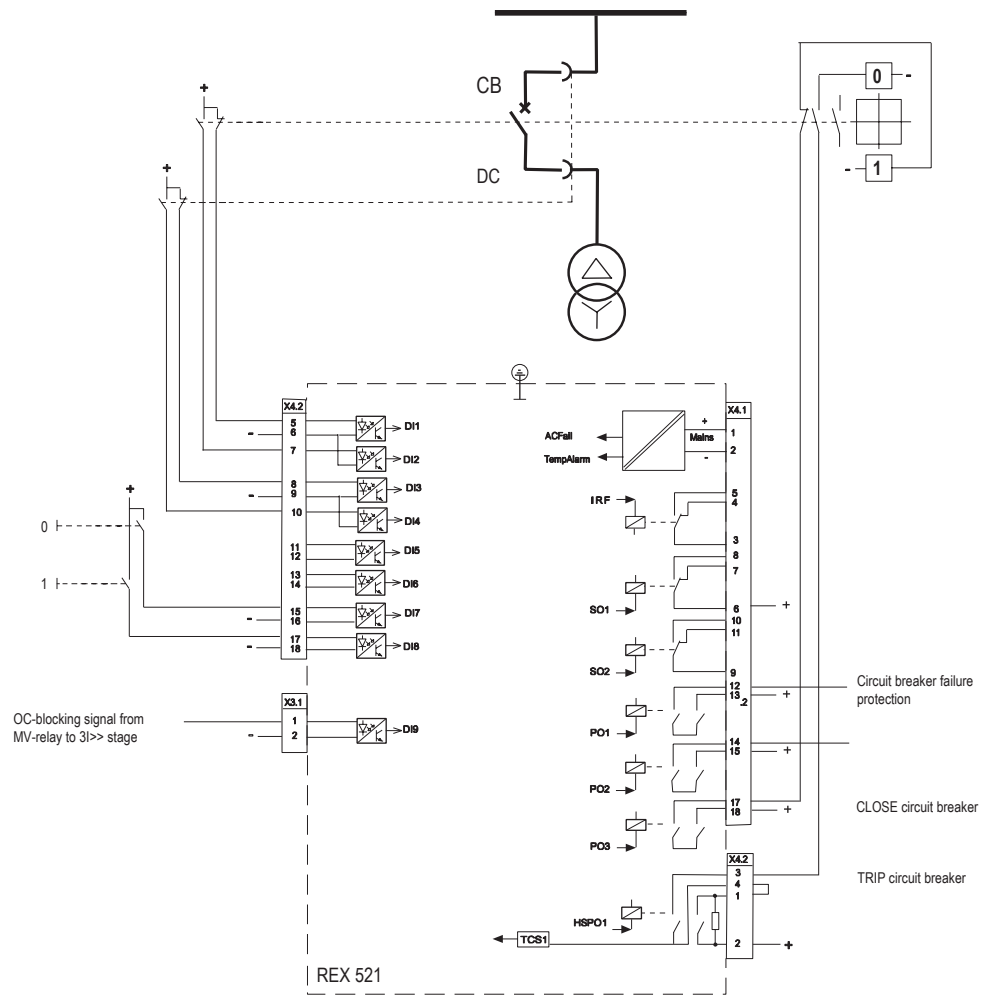 CB
DC
+
+
0 -
- 1
X4.2
5
- 6
7
8
- 9
10
11
12
13
14
15
- 16
17
- 18
DI1
DI2
DI3
DI4
DI5
DI6
DI7
DI8
+
0
1
X3.1
OC-blocking signal from
MV-relay to 3I>> stage
1
- 2
DI9
X4.1
ACFail
TempAlarm
+
Mains
-
1
2
IRF
5
4
3
8
7
SO1
6 +
10
11
SO2
9
12
13 +
.2
Circuit breaker failure
protection
PO1
14
15 +
PO2
17
18 +
CLOSE circuit breaker
PO3
X4.2
3
4
1
TRIP circuit breaker
HSPO1
TCS1
2 +
REX 521